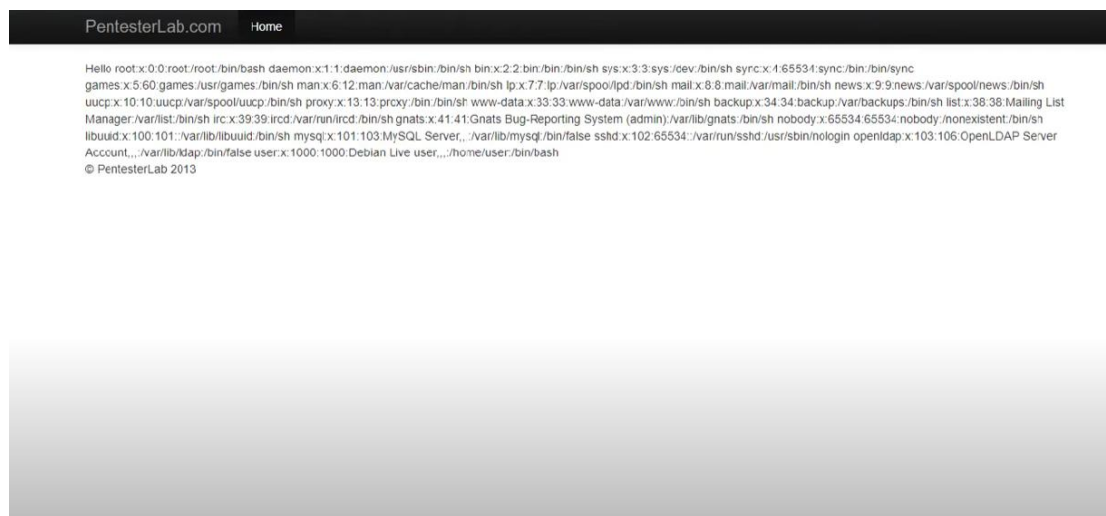 PentesterLab.com Home
Hello root:x:0:0:root:/root:/bin/bash daemon:x:1:1:daemon:/usr/sbin:/bin/sh bin:x:2:2:bin:/bin:/bin/sh sys:x:3:3:sys:/dev:/bin/sh sync:x:4:65534:sync:/bin:/bin/sync
games:x:5:60:games:/usr/games:/bin/sh man:x:6:12:man:/var/cache/man:/bin/sh lp:x:7:7:lp:/var/spool/lpd:/bin/sh mail:x:8:8:mail:/var/mail:/bin/sh news:x:9:9:news:/var/spool/news:/bin/sh
uucp:x:10:10:uucp:/var/spool/uucp:/bin/sh proxy:x:13:13:proxy:/bin:/bin/sh www-data:x:33:33:www-data:/var/www:/bin/sh backup:x:34:34:backup:/var/backups:/bin/sh list:x:38:38:Mailing List
Manager:/var/list:/bin/sh irc:x:39:39:ircd:/var/run/ircd:/bin/sh gnats:x:41:41:Gnats Bug-Reporting System (admin):/var/lib/gnats:/bin/sh nobody:x:65534:65534:nobody:/nonexistent:/bin/sh
libuuid:x:100:101::/var/lib/libuuid:/bin/sh mysql:x:101:103:MySQL Server,,,:/var/lib/mysql:/bin/false sshd:x:102:65534::/var/run/sshd:/usr/sbin/nologin openldap:x:103:106:OpenLDAP Server
Account,,,:/var/lib/ldap:/bin/false user:x:1000:1000:Debian Live user,,,:/home/user:/bin/bash
© PentesterLab 2013